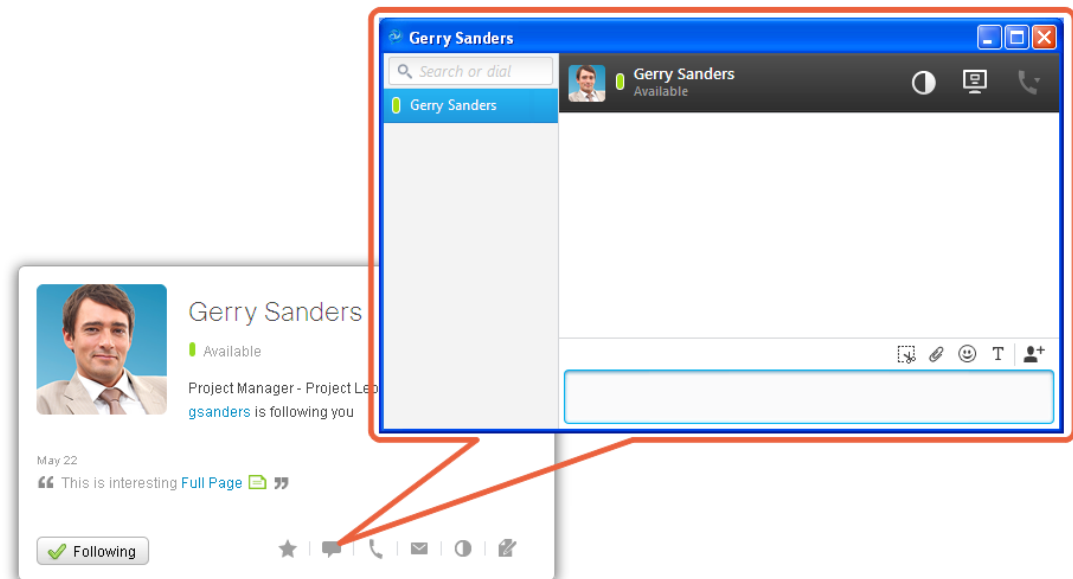 Gerry Sanders
Search or dial
Gerry Sanders
Gerry Sanders
Available
T
Gerry Sanders
Available
Project Manager - Project
gsanders is following you
May 22
“ This is interesting Full Page ”
Following